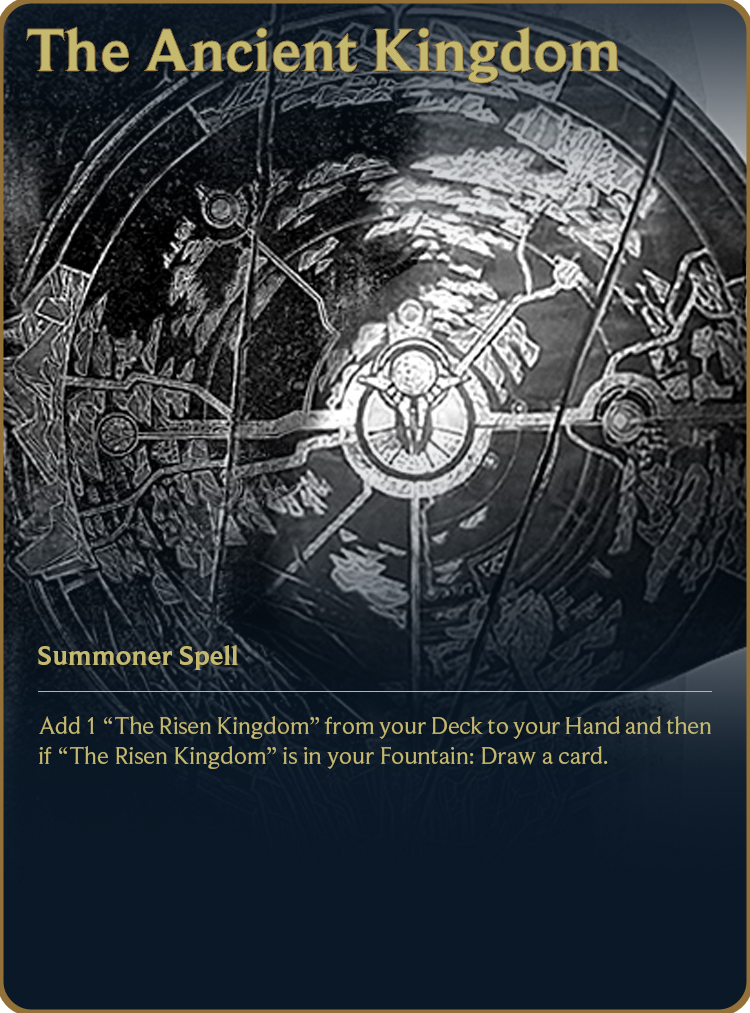 The Ancient Kingdom
Summoner Spell
Add 1 “The Risen Kingdom” from your Deck to your Hand and then
if “The Risen Kingdom” is in your Fountain: Draw a card.